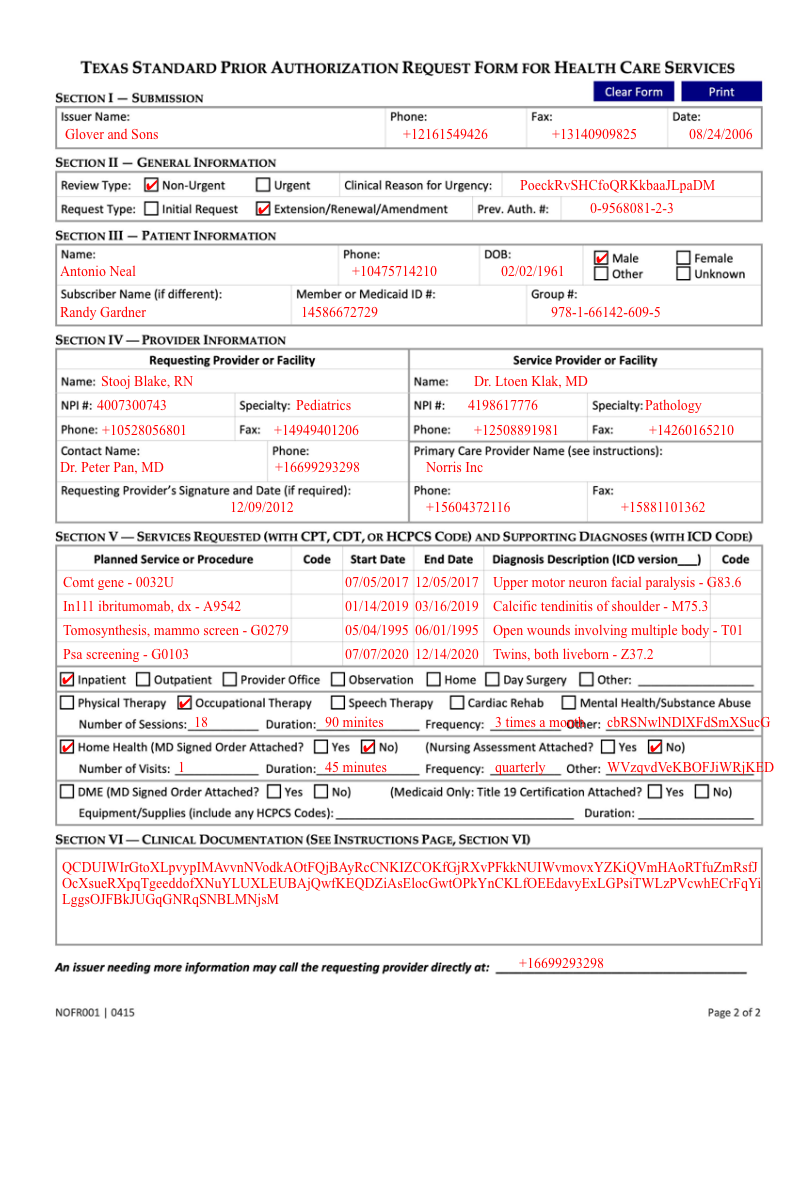 TEXAS STANDARD PRIOR AUTHORIZATION REQUEST FORM FOR HEALTH CARE SERVICES
SECTION I — SUBMISSION
Clear Form Print
Issuer Name: Phone: Fax: Date:
Glover and Sons +12161549426 +13140909825 08/24/2006
SECTION II — GENERAL INFORMATION
Review Type: Non-Urgent Urgent Clinical Reason for Urgency: PoeckRvSHCfoQRKkbaaJLpaDM
Request Type: Initial Request Extension/Renewal/Amendment Prev. Auth. #: 0-9568081-2-3
SECTION III — PATIENT INFORMATION
Name: Phone: DOB: Male Female
Antonio Neal +10475714210 02/02/1961 Other Unknown
Subscriber Name (if different): Member or Medicaid ID #: Group #:
Randy Gardner 14586672729 978-1-66142-609-5
SECTION IV — PROVIDER INFORMATION
Requesting Provider or Facility Service Provider or Facility
Name: Stooj Blake, RN Name: Dr. Ltoen Klak, MD
NPI #: 4007300743 Specialty: Pediatrics NPI #: 4198617776 Specialty: Pathology
Phone: +10528056801 Fax: +14949401206 Phone: +12508891981 Fax: +14260165210
Contact Name: Phone: Primary Care Provider Name (see instructions):
Dr. Peter Pan, MD +16699293298 Norris Inc
Requesting Provider's Signature and Date (if required): Phone: Fax:
12/09/2012 +15604372116 +15881101362
SECTION V — SERVICES REQUESTED (WITH CPT, CDT, OR HCPCS CODE) AND SUPPORTING DIAGNOSES (WITH ICD CODE)
Planned Service or Procedure Code Start Date End Date Diagnosis Description (ICD version___) Code
Comt gene - 0032U 07/05/2017 12/05/2017 Upper motor neuron facial paralysis - G83.6
In111 ibritumomab, dx - A9542 01/14/2019 03/16/2019 Calcific tendinitis of shoulder - M75.3
Tomosynthesis, mammo screen - G0279 05/04/1995 06/01/1995 Open wounds involving multiple body - T01
Psa screening - G0103 07/07/2020 12/14/2020 Twins, both liveborn - Z37.2
Inpatient Outpatient Provider Office Observation Home Day Surgery Other:
Physical Therapy Occupational Therapy Speech Therapy Cardiac Rehab Mental Health/Substance Abuse
Number of Sessions: 18 Duration: 90 minites Frequency: 3 times a month Other: cbRSNwlNDlXFdSmXSucG
Home Health (MD Signed Order Attached? Yes No) (Nursing Assessment Attached? Yes No)
Number of Visits: 1 Duration: 45 minutes Frequency: quarterly Other: WVzqvdVeKBOFJiWRjKED
DME (MD Signed Order Attached? Yes No) (Medicaid Only: Title 19 Certification Attached? Yes No)
Equipment/Supplies (include any HCPCS Codes): Duration:
SECTION VI — CLINICAL DOCUMENTATION (SEE INSTRUCTIONS PAGE, SECTION VI)
QCDUIWIrGtoXLpvypIMAvvnNVodkAOtFQjBAyRcCNKIZCOKfGjRXvPFkkNUIWvmovxYZKiQVmHAoRTfuZmRsfJ
OcXsueRXpqTgeeddofXNuYLUXLEUBAjQwfKEQDZiAsElocGwtOPkYnCKLfOEEdavyExLGPsiTWLzPVcwhECrFqYi
LggsOJFBkJUGqGNRqSNBLMNjsM
An issuer needing more information may call the requesting provider directly at: +16699293298
NOFR001 | 0415 Page 2 of 2